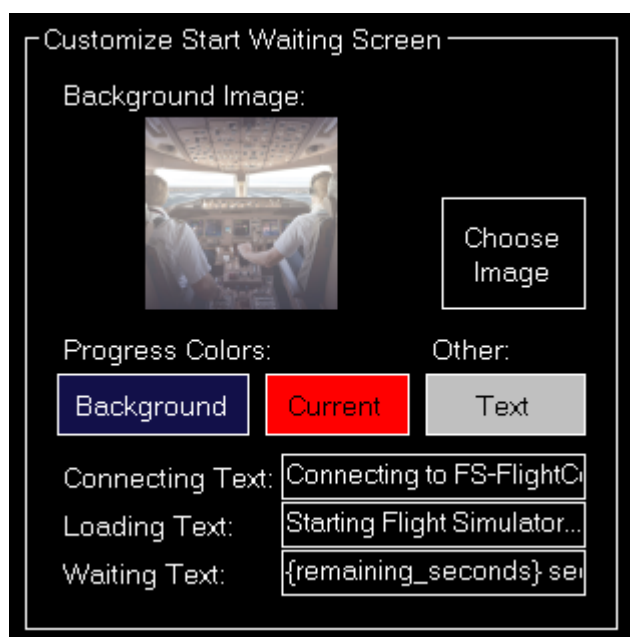 Customize Start Waiting Screen
Background Image:
Choose
Image
Progress Colors:
Other:
Background
Current
Text
Connecting Text:
Connecting to FS-FlightC
Loading Text:
Starting Flight Simulator...
Waiting Text:
{remaining_seconds} se